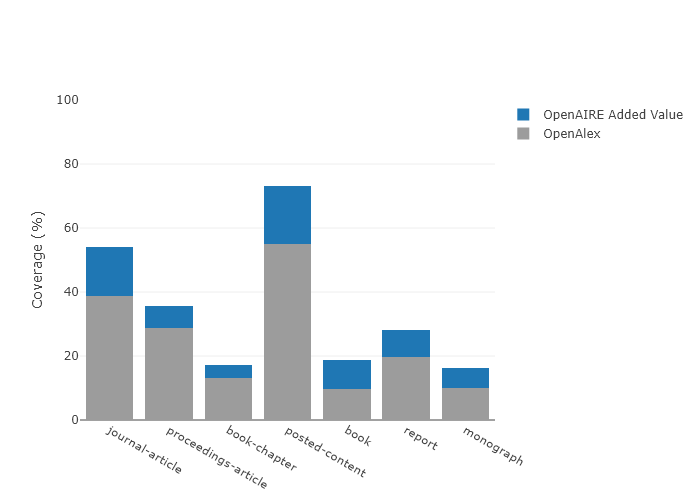 100
80
60
40
20
0
Coverage (%)
journal-article
proceedings-article
book-chapter
posted-content
book
report
monograph
OpenAIRE Added Value
OpenAlex